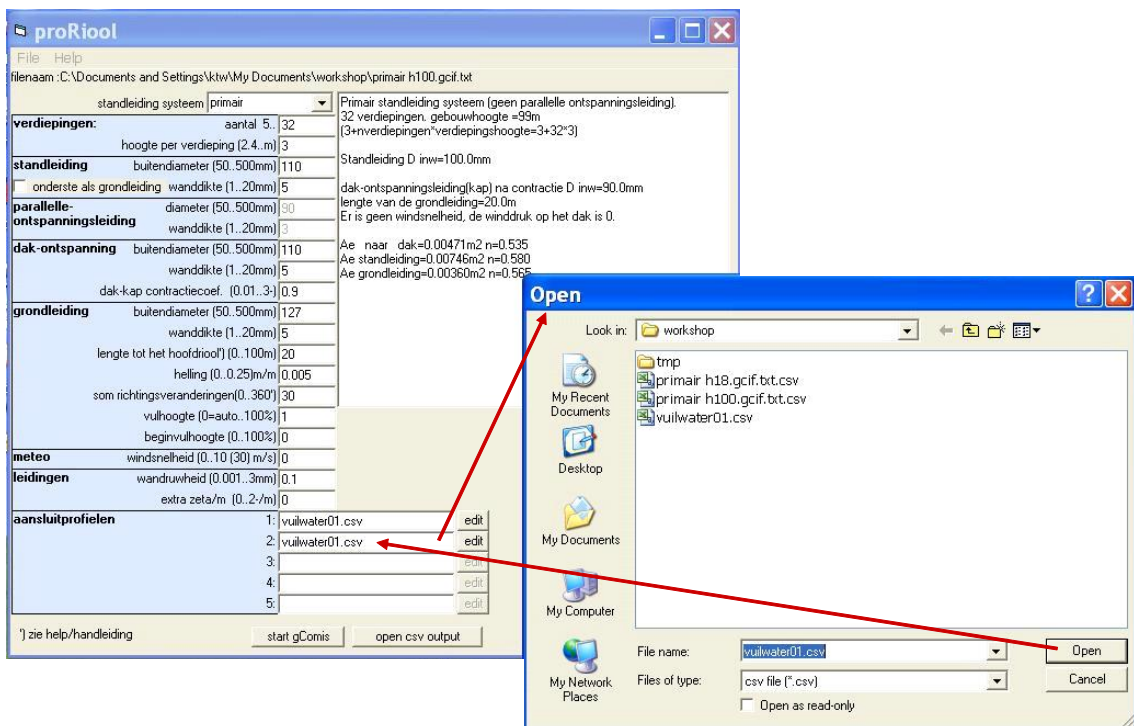 proRiool
File Help
filenaam :C:\Documents and Settings\ktw\My Documents\workshop\primair h100.gcif.txt
standleiding systeem primair
verdiepingen: aantal 5.. 32
hoogte per verdieping (2.4..m) 3
standleiding buitendiameter (50..500mm) 110
onderste als grondleiding wanddikte (1..20mm) 5
parallelle- diameter (50..500mm) 90
ontspanningsleiding wanddikte (1..20mm) 3
dak-ontspanning buitendiameter (50..500mm) 110
wanddikte (1..20mm) 5
dak-kap contractiecoef. (0.01..3-) 0.9
grondleiding buitendiameter (50..500mm) 127
wanddikte (1..20mm) 5
lengte tot het hoofdriool') (0..100m) 20
helling (0..0.25)m/m 0.005
som richtingsveranderingen(0..360°) 30
vulhoogte (0=auto..100%) 1
beginvulhoogte (0..100%) 0
meteo windsnelheid (0..10 (30) m/s) 0
leidingen wandruwheid (0.001..3mm) 0.1
extra zeta/m (0..2-/m) 0
aansluitprofielen 1: vuilwater01.csv edit
2: vuilwater01.csv edit
3: edit
4: edit
5: edit
') zie help/handleiding start gComis open csv output
Primair standleiding systeem (geen parallelle ontspanningsleiding).
32 verdiepingen. gebouwhoogte =99m
(3+nverdiepingen*verdiepingshoogte=3+32*3)
Standleiding D inw=100.0mm
dak-ontspanningsleiding(kap) na contractie D inw=90.0mm
lengte van de grondleiding=20.0m
Er is geen windsnelheid, de winddruk op het dak is 0.
Ae naar dak=0.00471m2 n=0.535
Ae standleiding=0.00746m2 n=0.580
Ae grondleiding=0.00360m2 n=0.565
Open
Look in: workshop
tmp
primair h18.gcif.txt.csv
primair h100.gcif.txt.csv
vuilwater01.csv
My Recent
Documents
Desktop
My Documents
My Computer
My Network
Places
File name: vuilwater01.csv Open
Files of type: csv file (*.csv) Cancel
Open as read-only